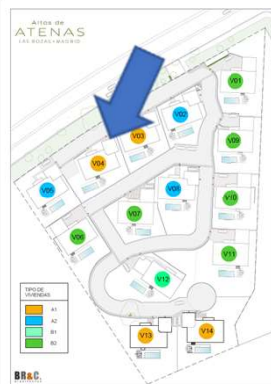 Altos de
ATENAS
LAS ROZAS • MADRID
V01
V02
V03
V04
V05
V09
V08
V10
V07
V06
V11
V12
V13
V14
TIPO DE
VIVIENDAS
A1
A2
B1
B2
BR&C.